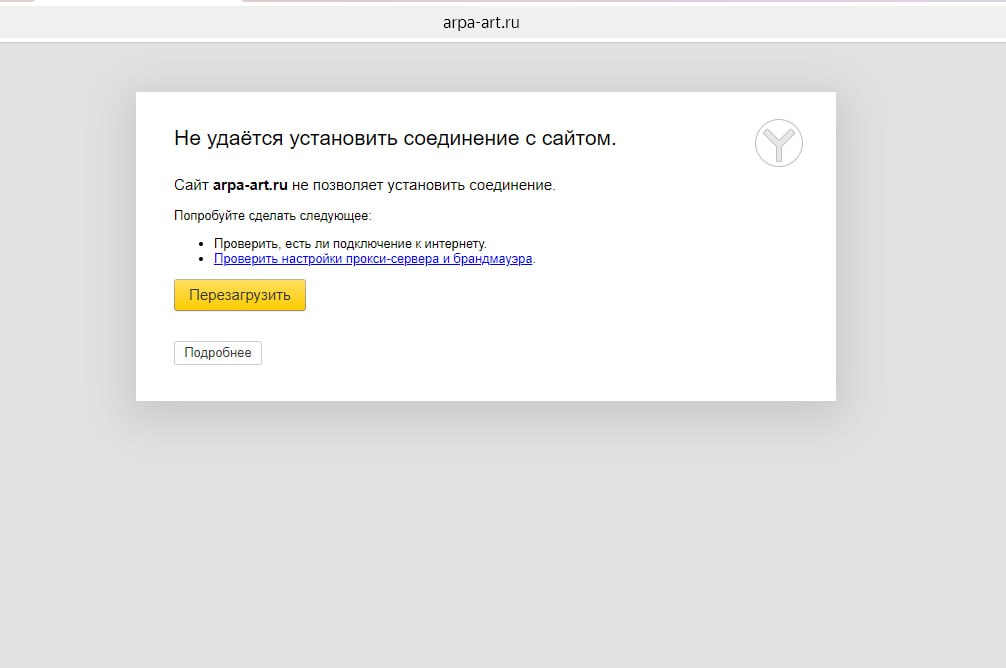 arpa-art.ru
Не удаётся установить соединение с сайтом.
Сайт arpa-art.ru не позволяет установить соединение.
Попробуйте сделать следующее:
Проверить, есть ли подключение к интернету.
Проверить настройки прокси-сервера и брандмауэра.
Перезагрузить
Подробнее